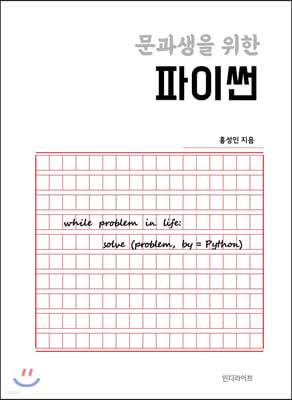 문과생을 위한
파이썬
홍성인 지음
while problem in life:
solve (problem, by = Python)
인디라이프